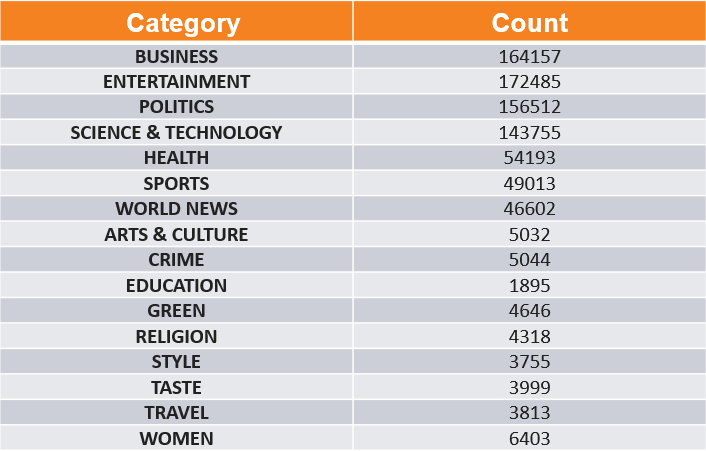 Category Count
BUSINESS 164157
ENTERTAINMENT 172485
POLITICS 156512
SCIENCE & TECHNOLOGY 143755
HEALTH 54193
SPORTS 49013
WORLD NEWS 46602
ARTS & CULTURE 5032
CRIME 5044
EDUCATION 1895
GREEN 4646
RELIGION 4318
STYLE 3755
TASTE 3999
TRAVEL 3813
WOMEN 6403